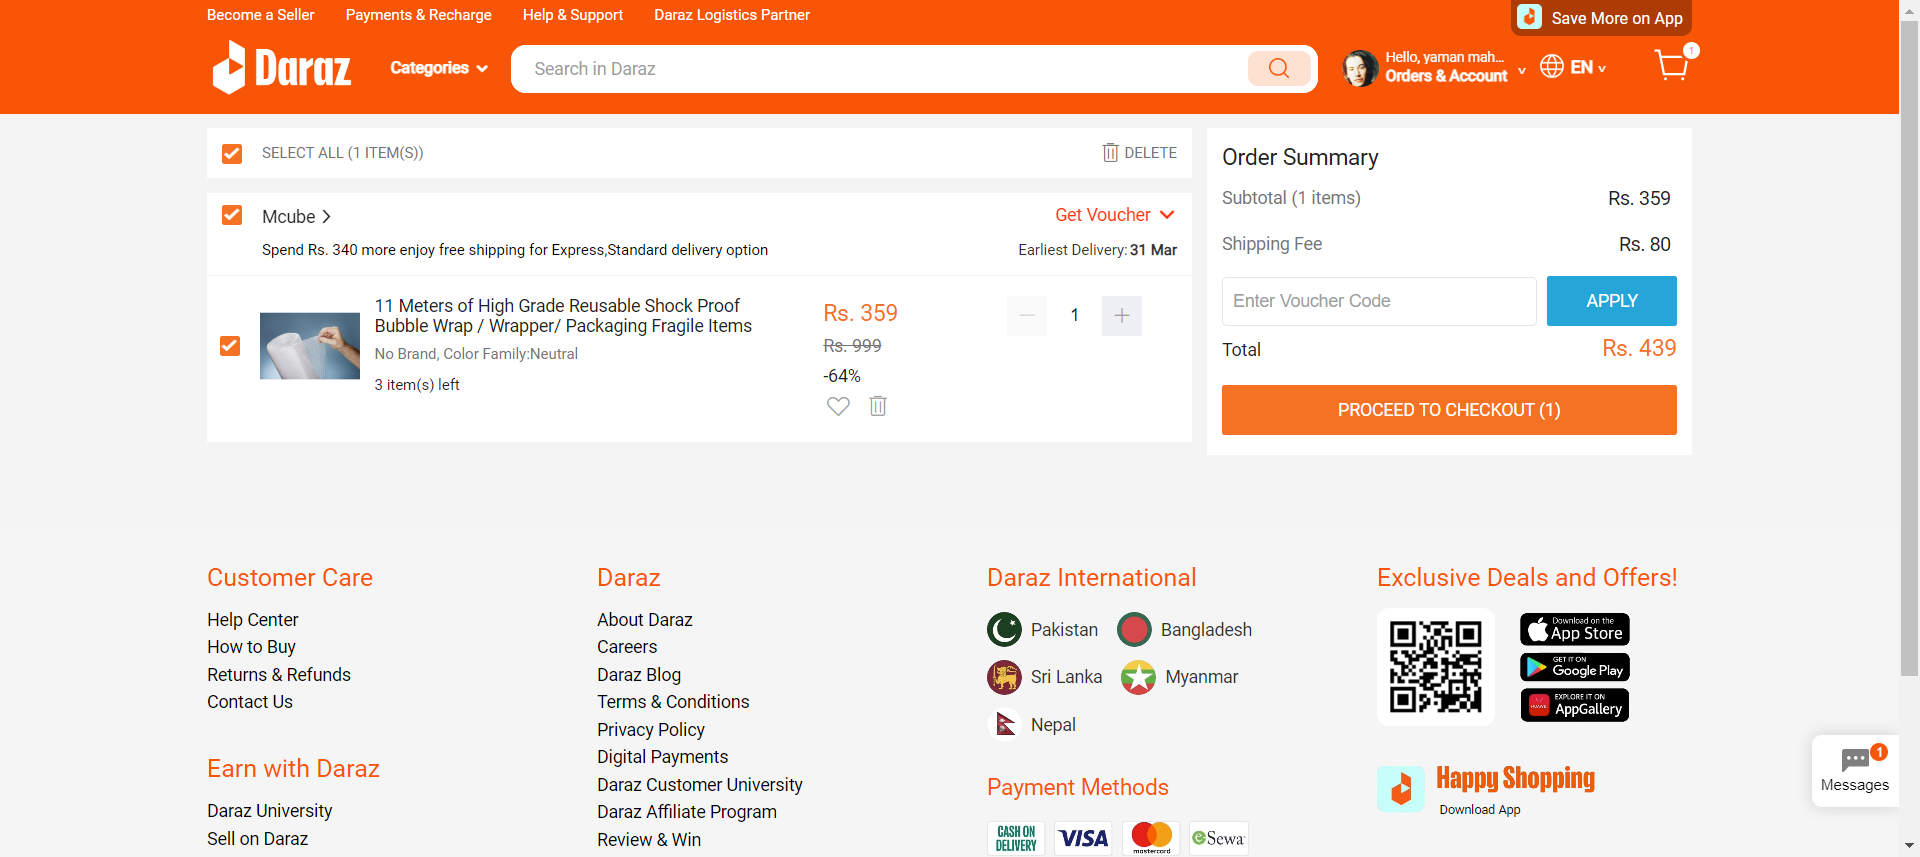 Become a Seller Payments & Recharge Help & Support Daraz Logistics Partner
Save More on App
Daraz
Categories
Search in Daraz
Hello, yaman mah...
Orders & Account
EN
1
SELECT ALL (1 ITEM(S))
DELETE
Mcube
Get Voucher
Spend Rs. 340 more enjoy free shipping for Express,Standard delivery option
Earliest Delivery: 31 Mar
11 Meters of High Grade Reusable Shock Proof
Bubble Wrap / Wrapper/ Packaging Fragile Items
No Brand, Color Family:Neutral
3 item(s) left
Rs. 359
Rs. 999
-64%
1
Order Summary
Subtotal (1 items) Rs. 359
Shipping Fee Rs. 80
Enter Voucher Code
APPLY
Total Rs. 439
PROCEED TO CHECKOUT (1)
Customer Care
Help Center
How to Buy
Returns & Refunds
Contact Us
Earn with Daraz
Daraz University
Sell on Daraz
Daraz
About Daraz
Careers
Daraz Blog
Terms & Conditions
Privacy Policy
Digital Payments
Daraz Customer University
Daraz Affiliate Program
Review & Win
Daraz International
Pakistan Bangladesh
Sri Lanka Myanmar
Nepal
Payment Methods
CASH ON
DELIVERY
VISA
mastercard
eSewa
Exclusive Deals and Offers!
Download on the
App Store
GET IT ON
Google Play
EXPLORE IT ON
AppGallery
HUAWEI
Happy Shopping
Download App
1
Messages